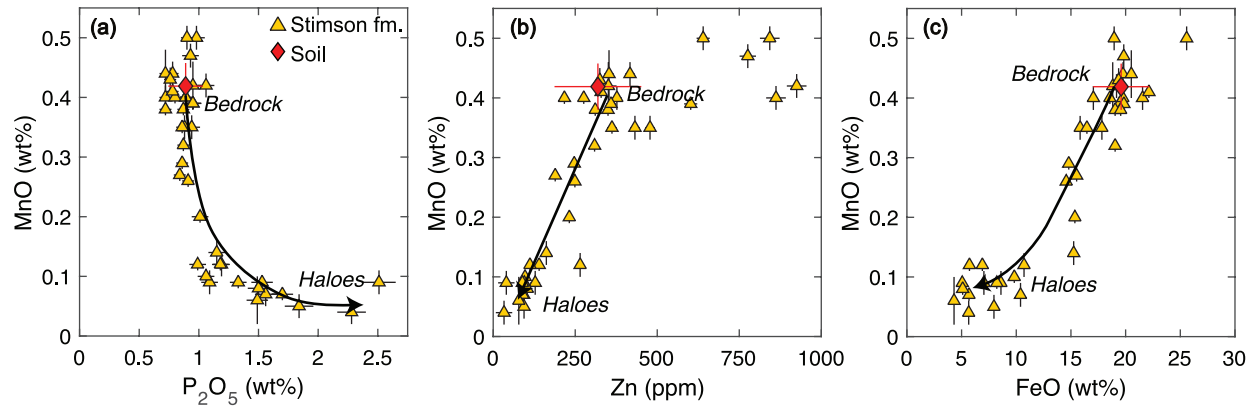 (a)
Stimson fm.
Soil
Bedrock
Haloes
MnO (wt%)
0.5
0.4
0.3
0.2
0.1
0
0 0.5 1 1.5 2 2.5
P₂O₅ (wt%)
(b)
Bedrock
Haloes
MnO (wt%)
0.5
0.4
0.3
0.2
0.1
0
0 250 500 750 1000
Zn (ppm)
(c)
Bedrock
Haloes
MnO (wt%)
0.5
0.4
0.3
0.2
0.1
0
0 5 10 15 20 25 30
FeO (wt%)